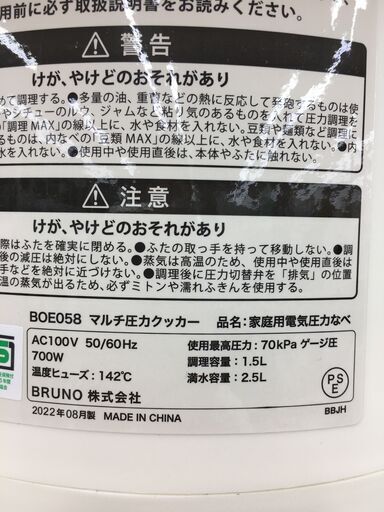 用前に必ず取扱説明書をお読みください。
警告
けが、やけどのおそれがあり
めて調理する。●多量の油、重曹などの熱に反応して発泡するものは使
やシチューのルウ、ジャムなど粘り気のあるものを入れて圧力調理を
「調理MAX」の線以上に、水や食材を入れない。豆類や麺類など調理に
るものは、内なべの「豆類MAX」の線以上に、水や食材を入れない。●内
い。●使用中や使用直後は、本体やふたに触れない。
注意
けが、やけどのおそれがあり
際はふたを確実に閉める。●ふたの取っ手を持って移動しない。●調
後の減圧は絶対にしない。●蒸気は高温のため、使用中や使用直後は
などを絶対に近づけない。●調理後に圧力切替弁を「排気」の位置
蒸気は高温のため、必ずミトンや濡れふきんを使用する。
BOE058 マルチ圧力クッカー 品名:家庭用電気圧力なべ
AC100V 50/60Hz 使用最高圧力:70kPa ゲージ圧
700W 調理容量:1.5L
温度ヒューズ:142℃ 満水容量:2.5L
BRUNO 株式会社
PSE
2022年08月製 MADE IN CHINA BBJH